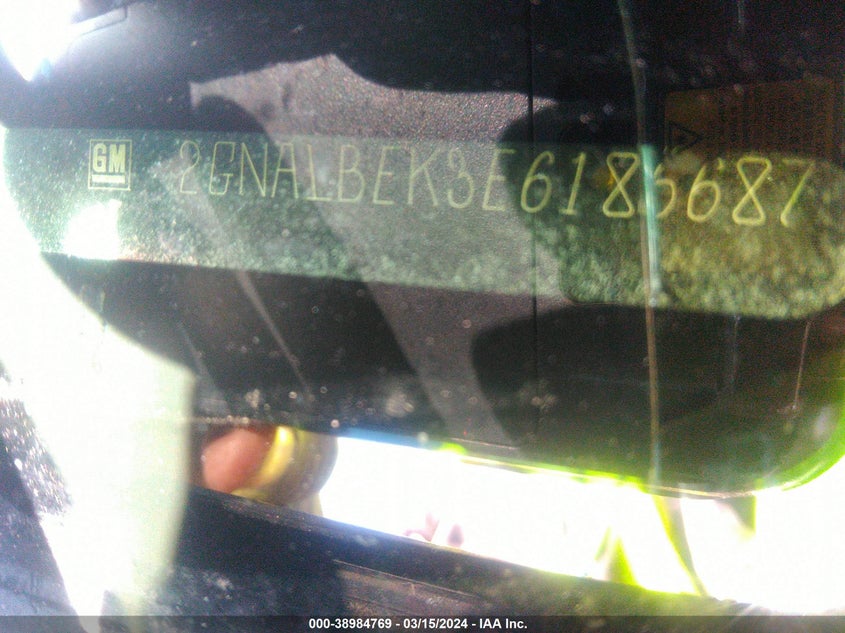 GM 2GNALBEK3E6186687
000-38984769 - 03/15/2024 - IAA Inc.